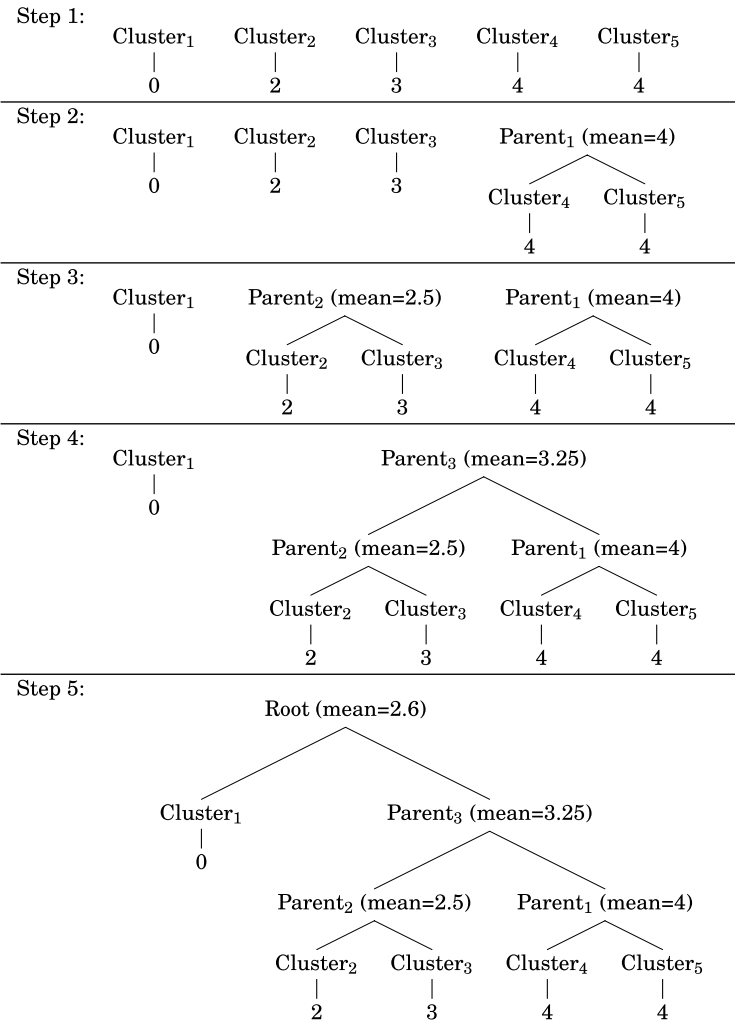 Step 1:
Cluster₁ Cluster₂ Cluster₃ Cluster₄ Cluster₅
0 2 3 4 4
Step 2:
Cluster₁ Cluster₂ Cluster₃ Parent₁ (mean=4)
0 2 3 Cluster₄ Cluster₅
4 4
Step 3:
Cluster₁ Parent₂ (mean=2.5) Parent₁ (mean=4)
0 Cluster₂ Cluster₃ Cluster₄ Cluster₅
2 3 4 4
Step 4:
Cluster₁ Parent₃ (mean=3.25)
0
Parent₂ (mean=2.5) Parent₁ (mean=4)
Cluster₂ Cluster₃ Cluster₄ Cluster₅
2 3 4 4
Step 5:
Root (mean=2.6)
Cluster₁ Parent₃ (mean=3.25)
0
Parent₂ (mean=2.5) Parent₁ (mean=4)
Cluster₂ Cluster₃ Cluster₄ Cluster₅
2 3 4 4